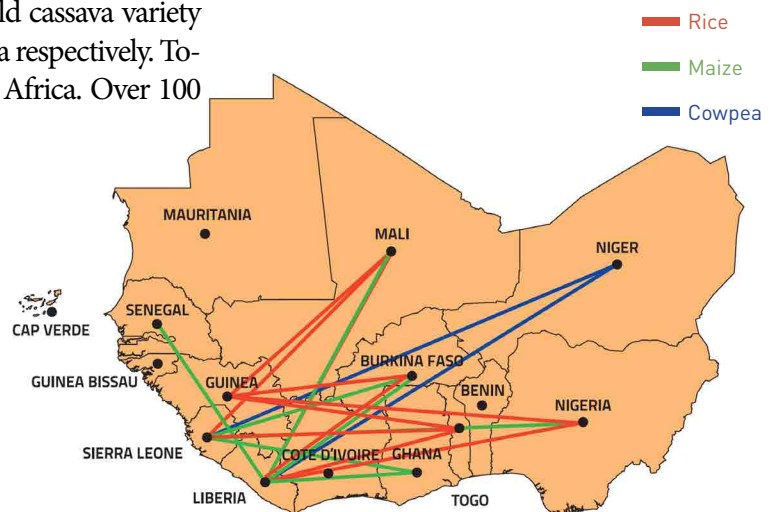 ld cassava variety
a respectively. To-
Africa. Over 100
Rice
Maize
Cowpea
MAURITANIA
MALI
NIGER
SENEGAL
CAP VERDE
BURKINA FASO
GUINEA BISSAU
GUINEA
BENIN
NIGERIA
SIERRA LEONE
COTE D'IVOIRE
GHANA
LIBERIA
TOGO